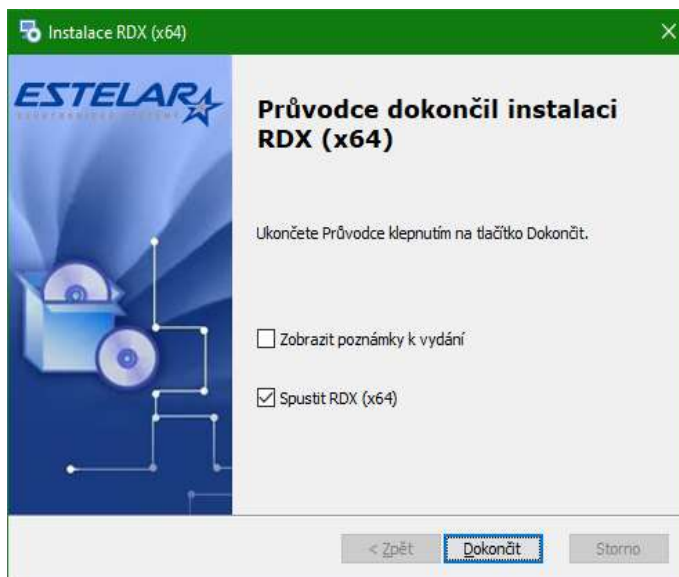 Instalace RDX (x64)
ESTELAR
Průvodce dokončil instalaci
RDX (x64)
Ukončete Průvodce klepnutím na tlačítko Dokončit.
Zobrazit poznámky k vydání
Spustit RDX (x64)
< Zpět
Dokončit
Storno